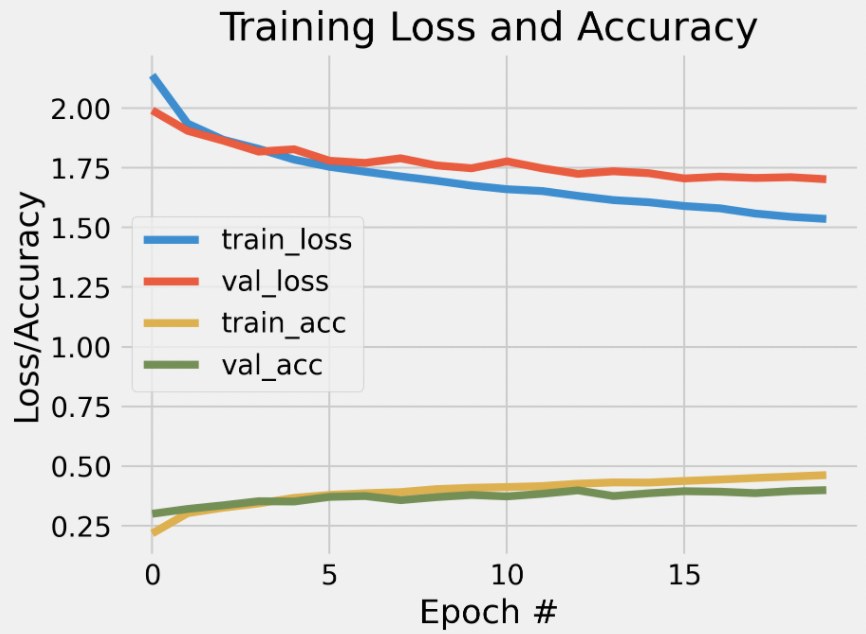 Training Loss and Accuracy
Loss/Accuracy
2.00
1.75
1.50
1.25
1.00
0.75
0.50
0.25
train_loss
val_loss
train_acc
val_acc
0 5 10 15
Epoch #